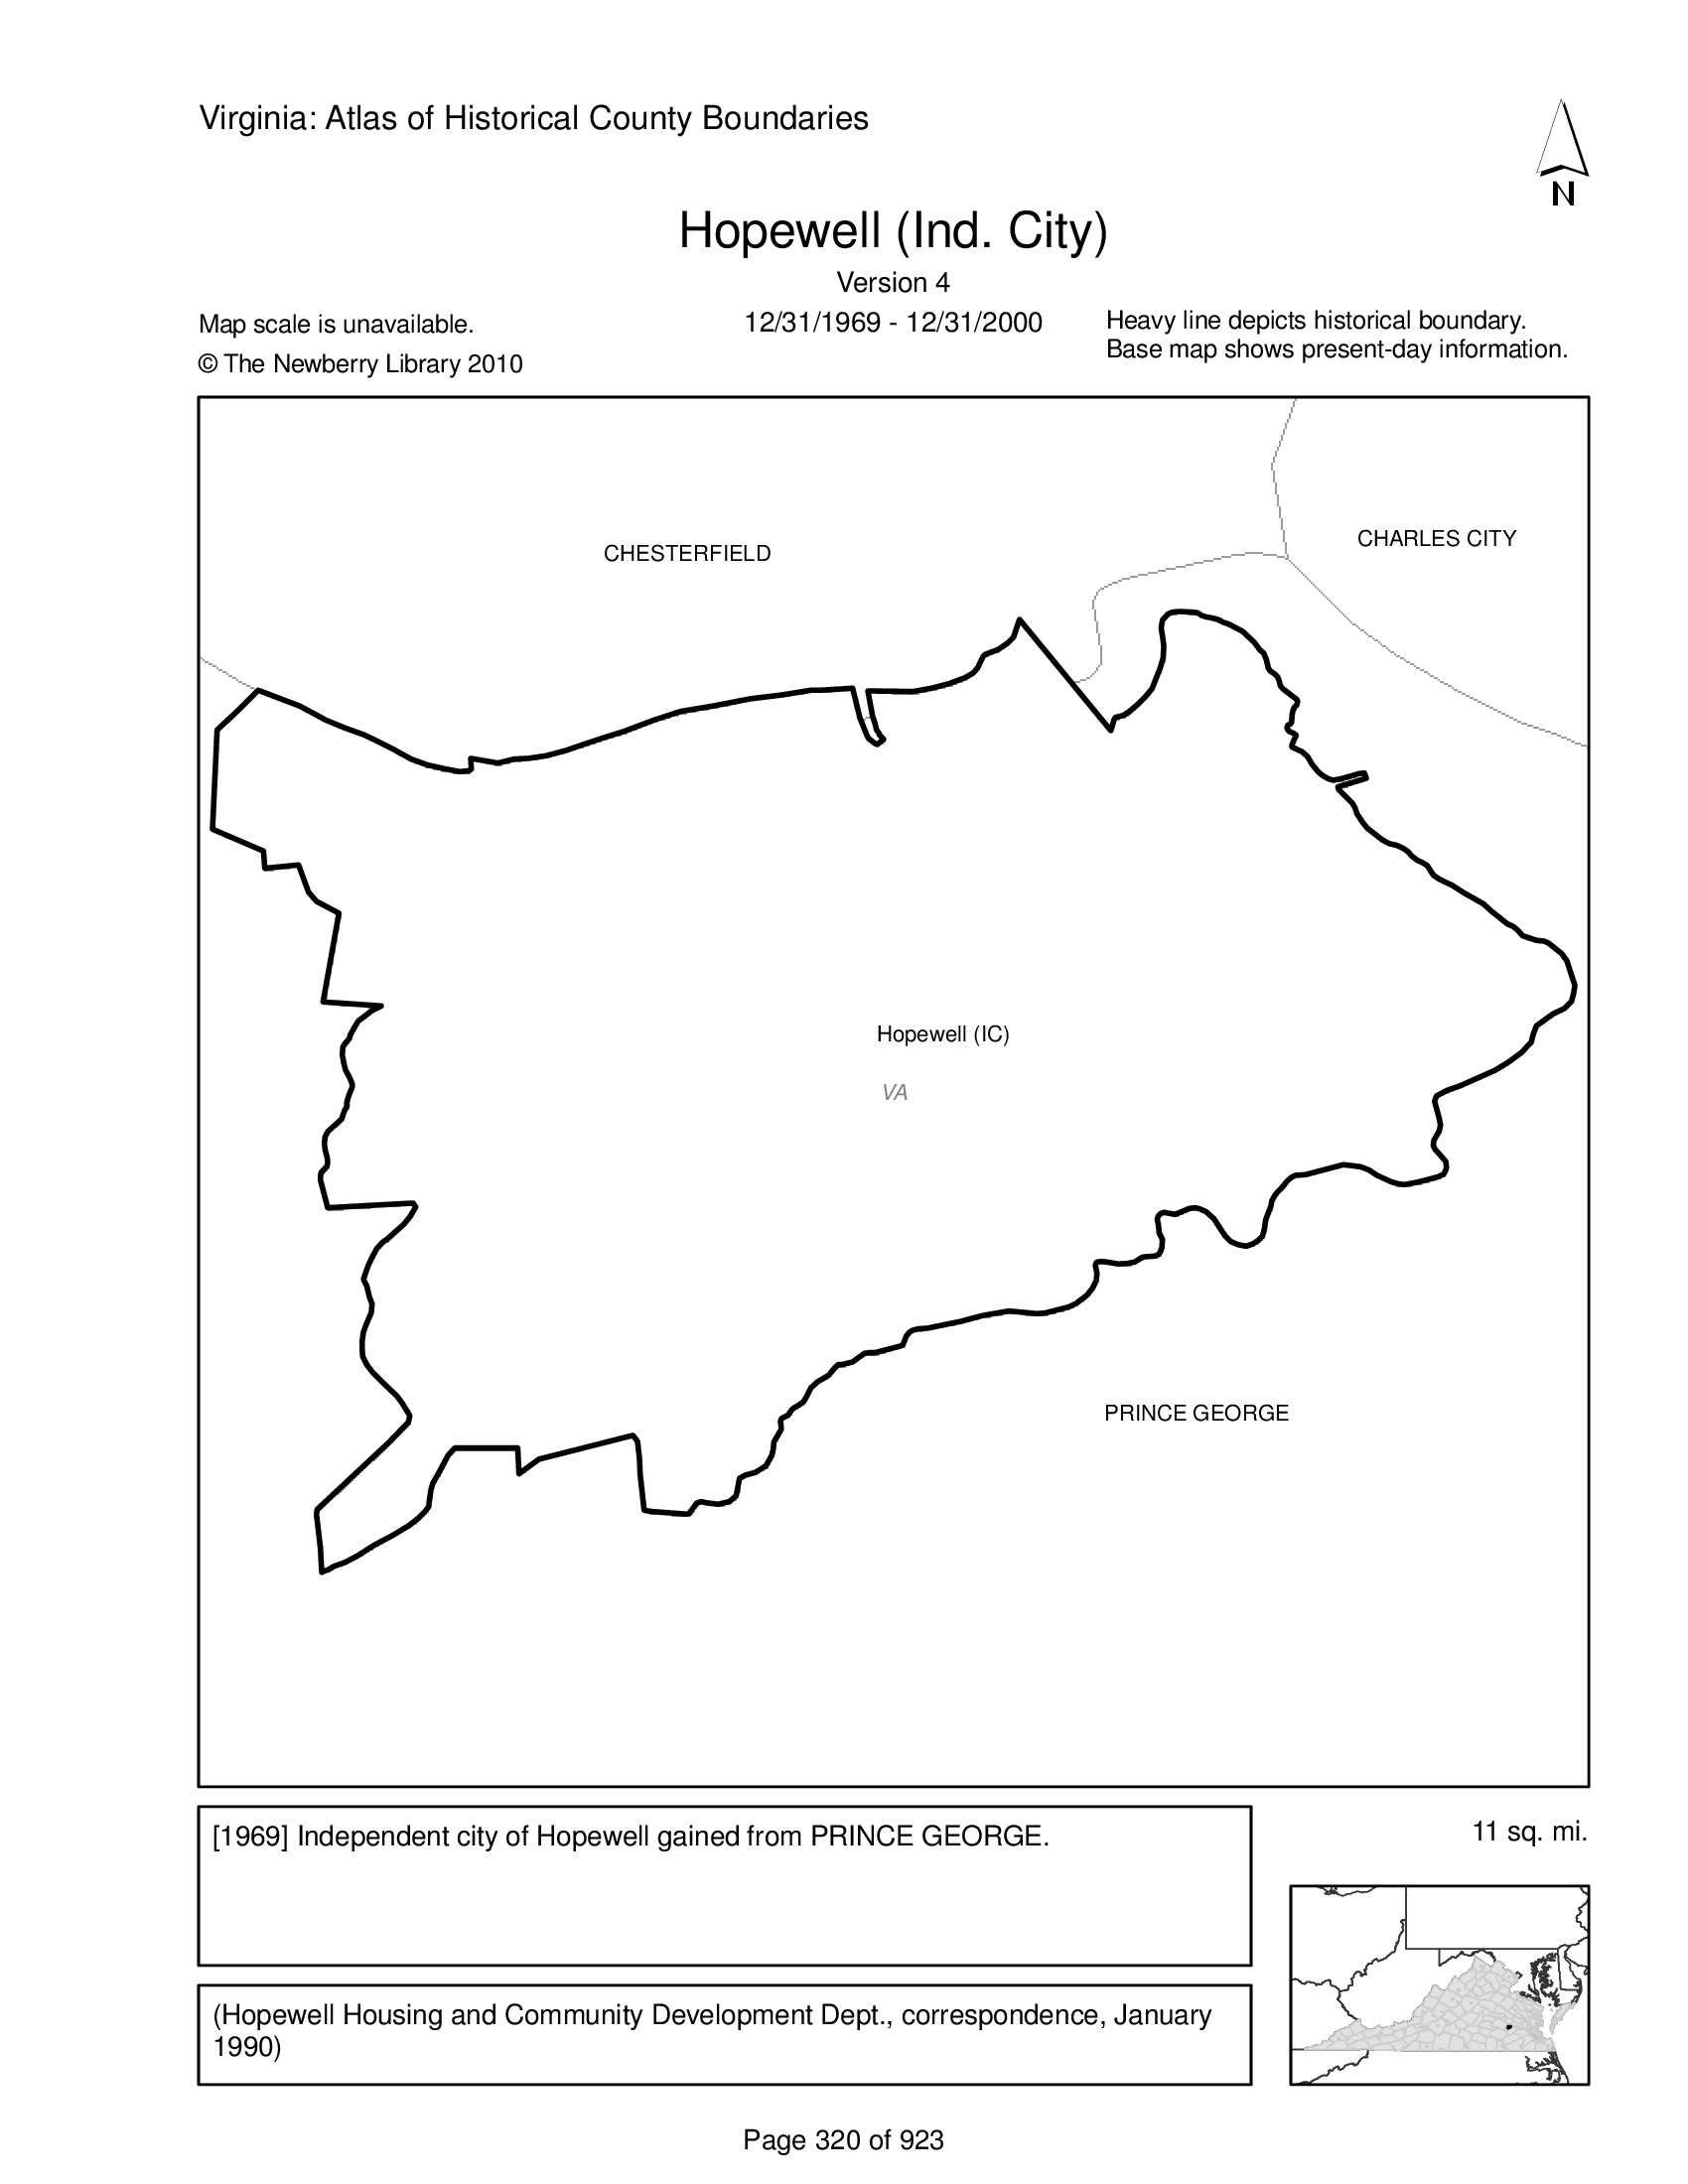 Virginia: Atlas of Historical County Boundaries
N
Hopewell (Ind. City)
Version 4
Map scale is unavailable.
12/31/1969 - 12/31/2000
Heavy line depicts historical boundary.
© The Newberry Library 2010
Base map shows present-day information.
CHARLES CITY
CHESTERFIELD
Hopewell (IC)
VA
PRINCE GEORGE
[1969] Independent city of Hopewell gained from PRINCE GEORGE.
11 sq. mi.
(Hopewell Housing and Community Development Dept., correspondence, January
1990)
Page 320 of 923